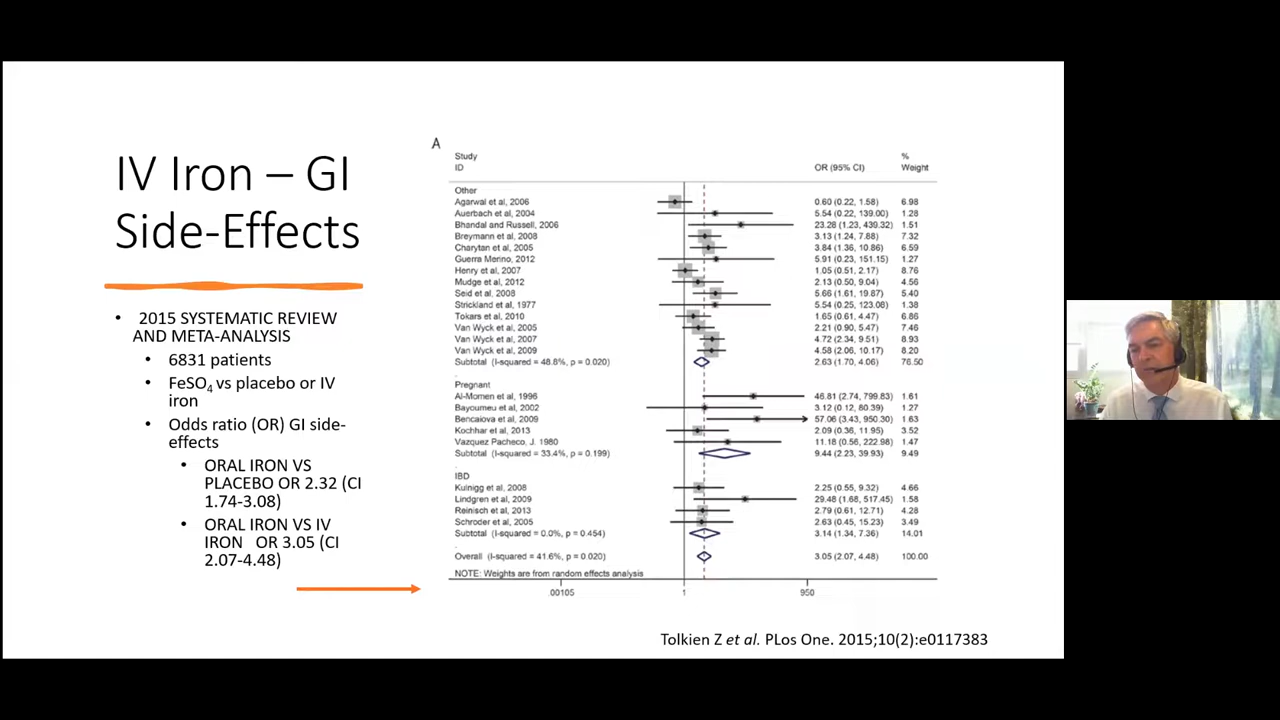 IV Iron – GI
Side-Effects
• 2015 SYSTEMATIC REVIEW
AND META-ANALYSIS
• 6831 patients
• FeSO4 vs placebo or IV
iron
• Odds ratio (OR) GI side-
effects
• ORAL IRON VS
PLACEBO OR 2.32 (CI
1.74-3.08)
• ORAL IRON VS IV
IRON OR 3.05 (CI
2.07-4.48)
A
Study
ID OR (95% CI) % Weight
Other
Agarwal et al, 2006 0.60 (0.22, 1.58) 6.98
Auerbach et al, 2004 5.54 (0.22, 139.00) 1.28
Bhandal and Russell, 2006 23.28 (1.23, 439.32) 1.51
Breymann et al, 2008 3.13 (1.24, 7.88) 7.32
Charytan et al, 2005 3.84 (1.36, 10.86) 6.59
Guerra Merino, 2012 5.91 (0.23, 151.15) 1.27
Henry et al, 2007 1.05 (0.51, 2.17) 8.76
Mudge et al, 2012 2.13 (0.50, 9.04) 4.56
Seid et al, 2008 5.66 (1.61, 19.87) 5.40
Strickland et al, 1977 5.54 (0.25, 123.08) 1.38
Tokars et al, 2010 1.65 (0.61, 4.47) 6.86
Van Wyck et al, 2005 2.21 (0.90, 5.47) 7.46
Van Wyck et al, 2007 4.72 (2.34, 9.51) 8.93
Van Wyck et al, 2009 4.58 (2.06, 10.17) 8.20
Subtotal (I-squared = 48.8%, p = 0.020) 2.63 (1.70, 4.06) 76.50
Pregnant
Al-Momen et al, 1996 46.81 (2.74, 799.83) 1.61
Bayoumeu et al, 2002 3.12 (0.12, 80.39) 1.27
Bencaiova et al, 2009 57.06 (3.43, 950.30) 1.63
Kochhar et al, 2013 2.09 (0.36, 11.95) 3.52
Vazquez Pacheco, J. 1980 11.18 (0.56, 222.98) 1.47
Subtotal (I-squared = 33.4%, p = 0.199) 9.44 (2.23, 39.93) 9.49
IBD
Kulnigg et al, 2008 2.25 (0.55, 9.32) 4.66
Lindgren et al, 2009 29.48 (1.68, 517.45) 1.58
Reinisch et al, 2013 2.79 (0.61, 12.71) 4.28
Schroder et al, 2005 2.63 (0.45, 15.23) 3.49
Subtotal (I-squared = 0.0%, p = 0.454) 3.14 (1.34, 7.36) 14.01
Overall (I-squared = 41.6%, p = 0.020) 3.05 (2.07, 4.48) 100.00
NOTE: Weights are from random effects analysis
.00105 1 950
Tolkien Z et al. PLos One. 2015;10(2):e0117383